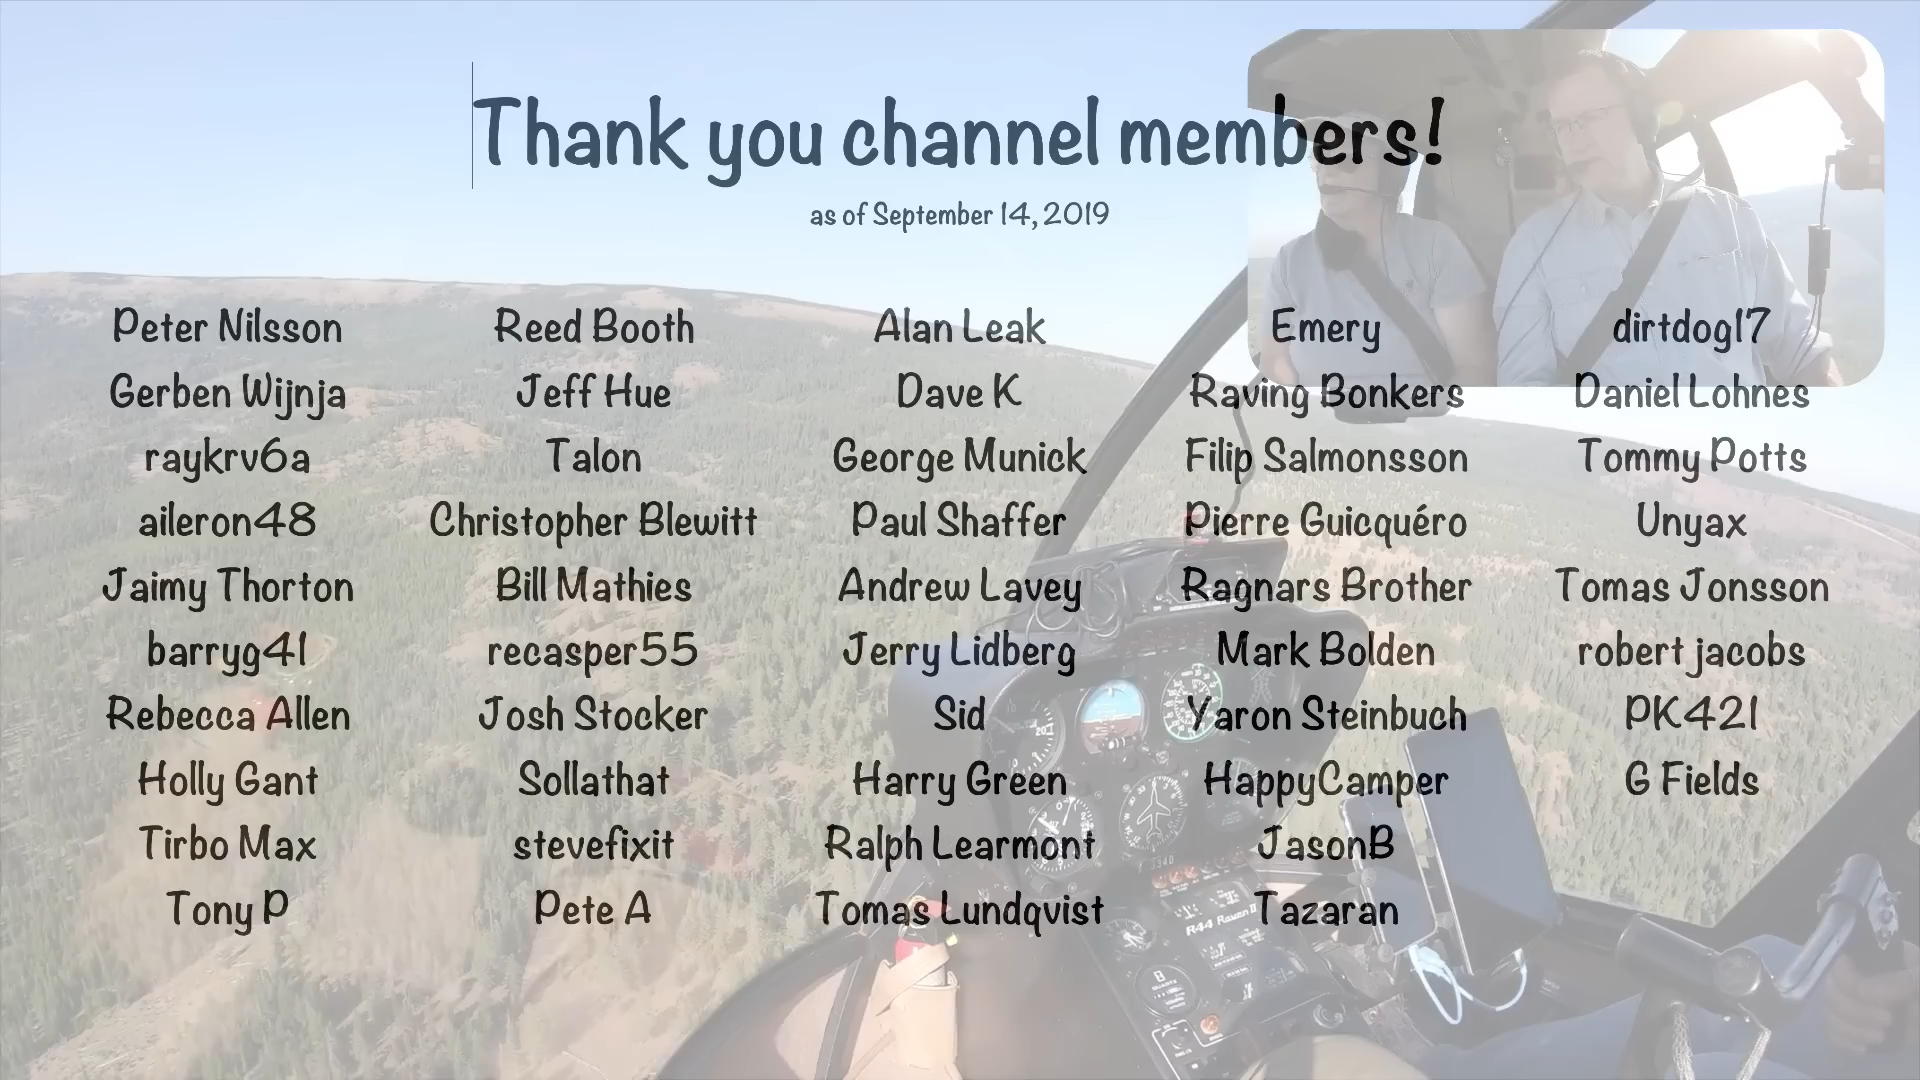 Thank you channel members!
as of September 14, 2019
Peter Nilsson
Gerben Wijnja
raykrv6a
aileron48
Jaimy Thorton
barryg41
Rebecca Allen
Holly Gant
Tirbo Max
Tony P
Reed Booth
Jeff Hue
Talon
Christopher Blewitt
Bill Mathies
recasper55
Josh Stocker
Sollathat
stevefixit
Pete A
Alan Leak
Dave K
George Munick
Paul Shaffer
Andrew Lavey
Jerry Lidberg
Sid
Harry Green
Ralph Learmont
Tomas Lundqvist
Emery
Raving Bonkers
Filip Salmonsson
Pierre Guicquéro
Ragnars Brother
Mark Bolden
Yaron Steinbuch
HappyCamper
JasonB
Tazaran
dirtdog17
Daniel Lohnes
Tommy Potts
Unyax
Tomas Jonsson
robert jacobs
PK421
G Fields
R44 Raven II